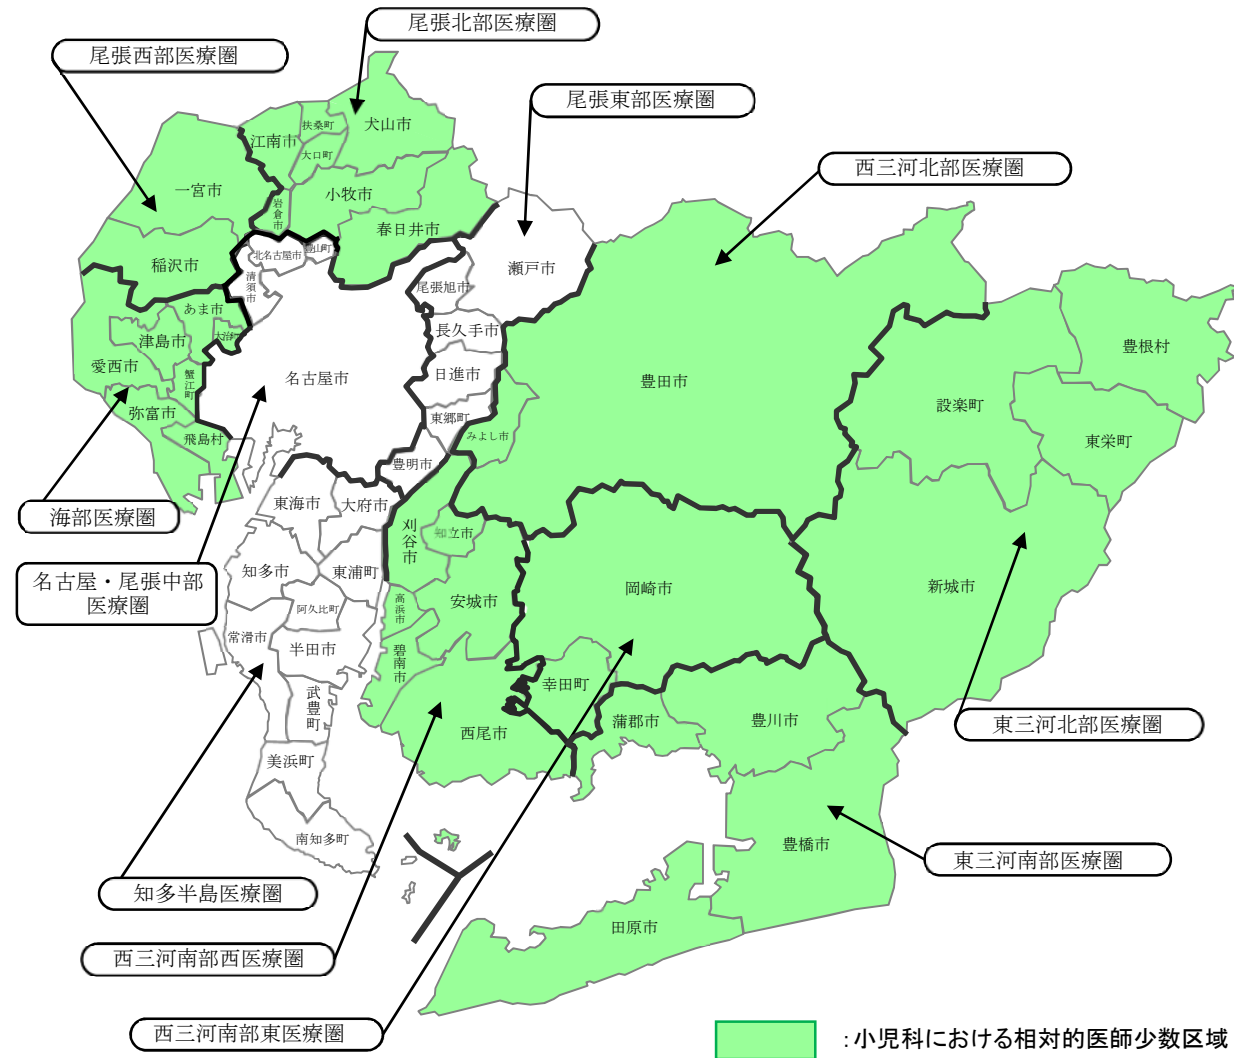 尾張北部医療圏
尾張西部医療圏
尾張東部医療圏
西三河北部医療圏
扶桑町
犬山市
江南市
大口町
一宮市
小牧市
岩倉市
春日井市
稲沢市
北名古屋市
豊山町
瀬戸市
清須市
尾張旭市
あま市
長久手市
津島市
大治町
豊根村
愛西市
蟹江町
名古屋市
日進市
豊田市
設楽町
弥富市
東郷町
みよし市
東栄町
飛島村
豊明市
海部医療圏
東海市
大府市
刈谷市
知立市
名古屋・尾張中部
医療圏
知多市
東浦町
岡崎市
新城市
阿久比町
高浜市
安城市
常滑市
半田市
碧南市
幸田町
武豊町
西尾市
蒲郡市
豊川市
東三河北部医療圏
美浜町
南知多町
豊橋市
東三河南部医療圏
知多半島医療圏
田原市
西三河南部西医療圏
西三河南部東医療圏
:小児科における相対的医師少数区域